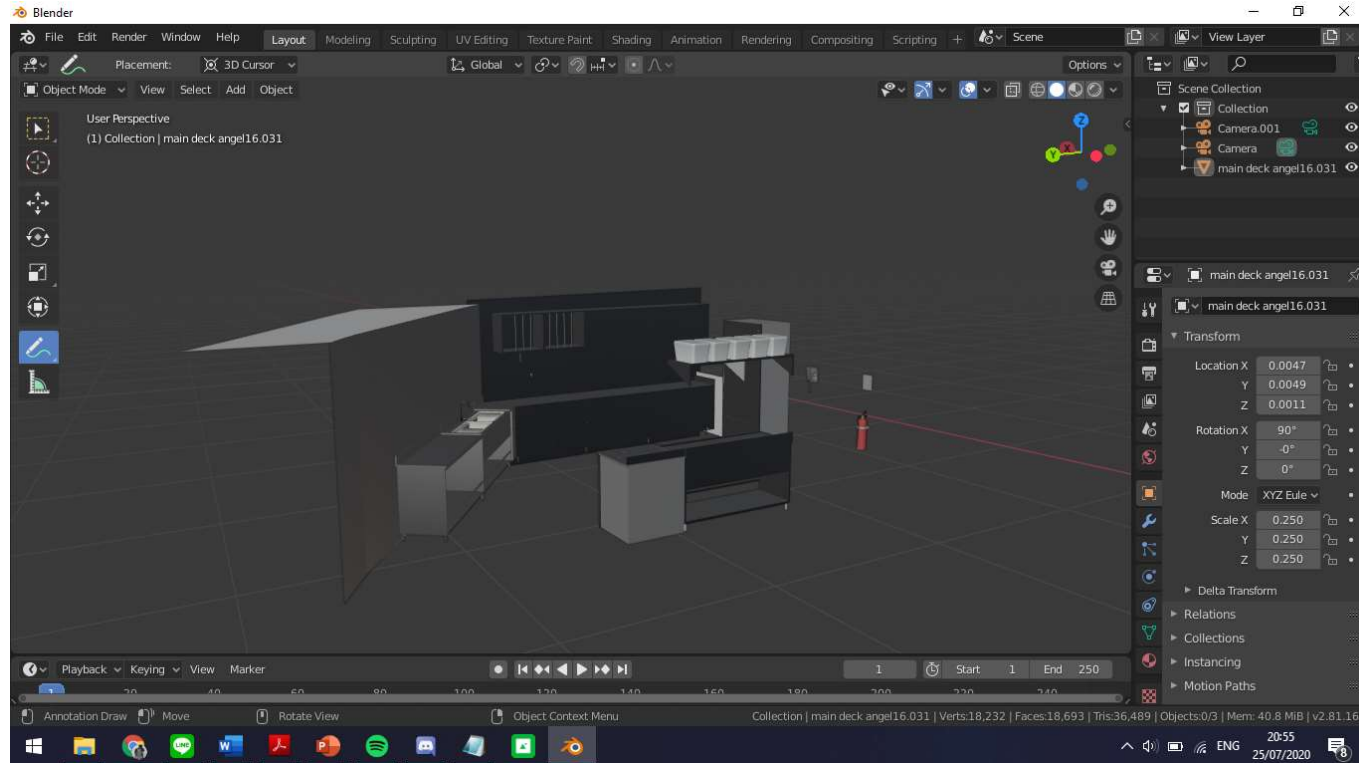 Blender
File Edit Render Window Help Layout Modeling Sculpting UV Editing Texture Paint Shading Animation Rendering Compositing Scripting + Scene View Layer
Placement: 3D Cursor Global Options
Object Mode View Select Add Object
User Perspective
(1) Collection | main deck angel16.031
Z
Y
X
Scene Collection
Collection
Camera.001
Camera
main deck angel16.031
main deck angel16.031
main deck angel16.031
Transform
Location X 0.0047
Y 0.0049
Z 0.0011
Rotation X 90°
Y -0°
Z 0°
Mode XYZ Eule
Scale X 0.250
Y 0.250
Z 0.250
Delta Transform
Relations
Collections
Instancing
Motion Paths
Playback Keying View Marker 1 Start 1 End 250
1 20 40 60 80 100 120 140 160 180 200 220 240
Annotation Draw Move Rotate View Object Context Menu Collection | main deck angel16.031 | Verts:18,232 | Faces:18,693 | Tris:36,489 | Objects:0/3 | Mem: 40.8 MiB | v2.81.16
LINE W P ENG 20:55
25/07/2020 8